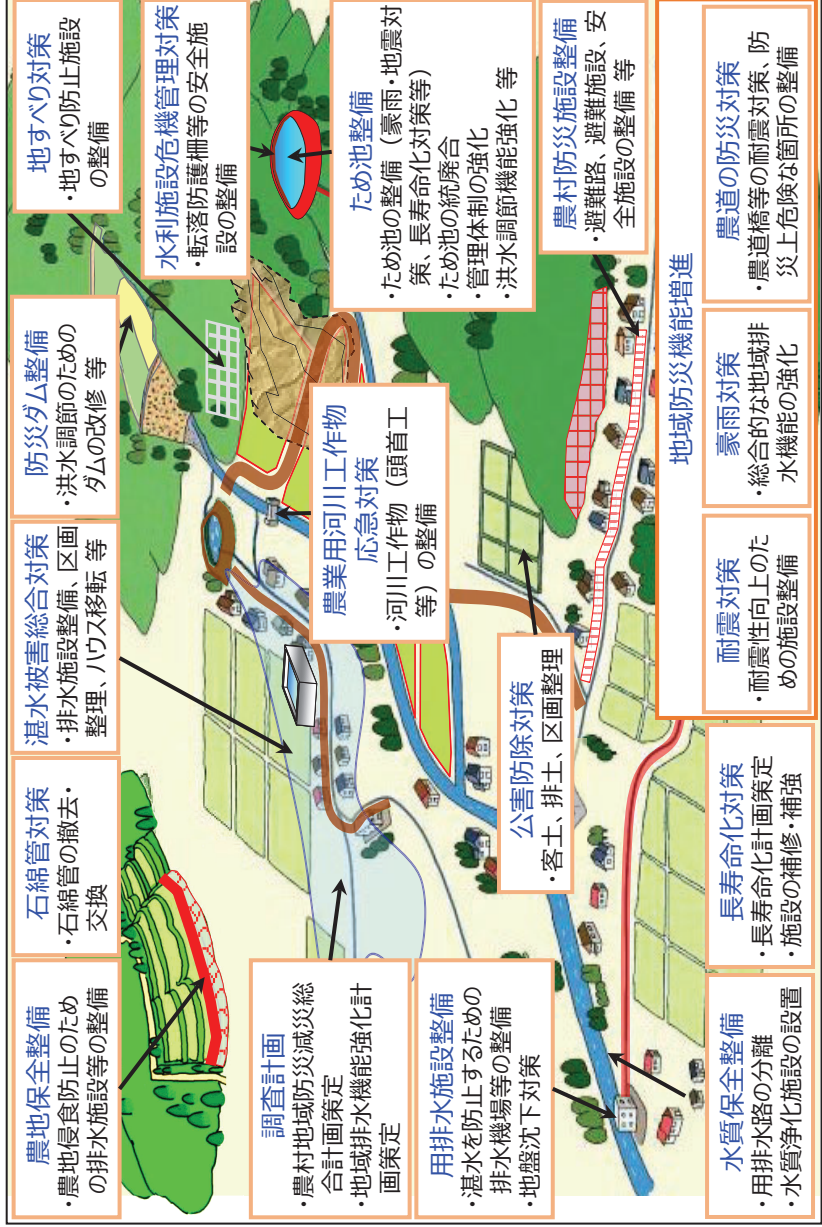 農地保全整備
・農地侵食防止のため
の排水施設等の整備
石綿管対策
・石綿管の撤去・
交換
湛水被害総合対策
・排水施設整備、区画
整理、ハウス移転 等
防災ダム整備
・洪水調節のための
ダムの改修 等
地すべり対策
・地すべり防止施設
の整備
水利施設危機管理対策
・転落防護柵等の安全施
設の整備
ため池整備
・ため池の整備（豪雨・地震対
策、長寿命化対策等）
・ため池の統廃合
・管理体制の強化
・洪水調節機能強化 等
農業用河川工作物
応急対策
・河川工作物（頭首工
等）の整備
調査計画
・農村地域防災減災総
合計画策定
・地域排水機能強化計
画策定
用排水施設整備
・湛水を防止するための
排水機場等の整備
・地盤沈下対策
公害防除対策
・客土、排土、区画整理
農村防災施設整備
・避難路、避難施設、安
全施設の整備 等
水質保全整備
・用排水路の分離
・水質浄化施設の設置
長寿命化対策
・長寿命化計画策定
・施設の補修・補強
地域防災機能増進
耐震対策
・耐震性向上のた
めの施設整備
豪雨対策
・総合的な地域排
水機能の強化
農道の防災対策
・農道橋等の耐震対策、防
災上危険な箇所の整備